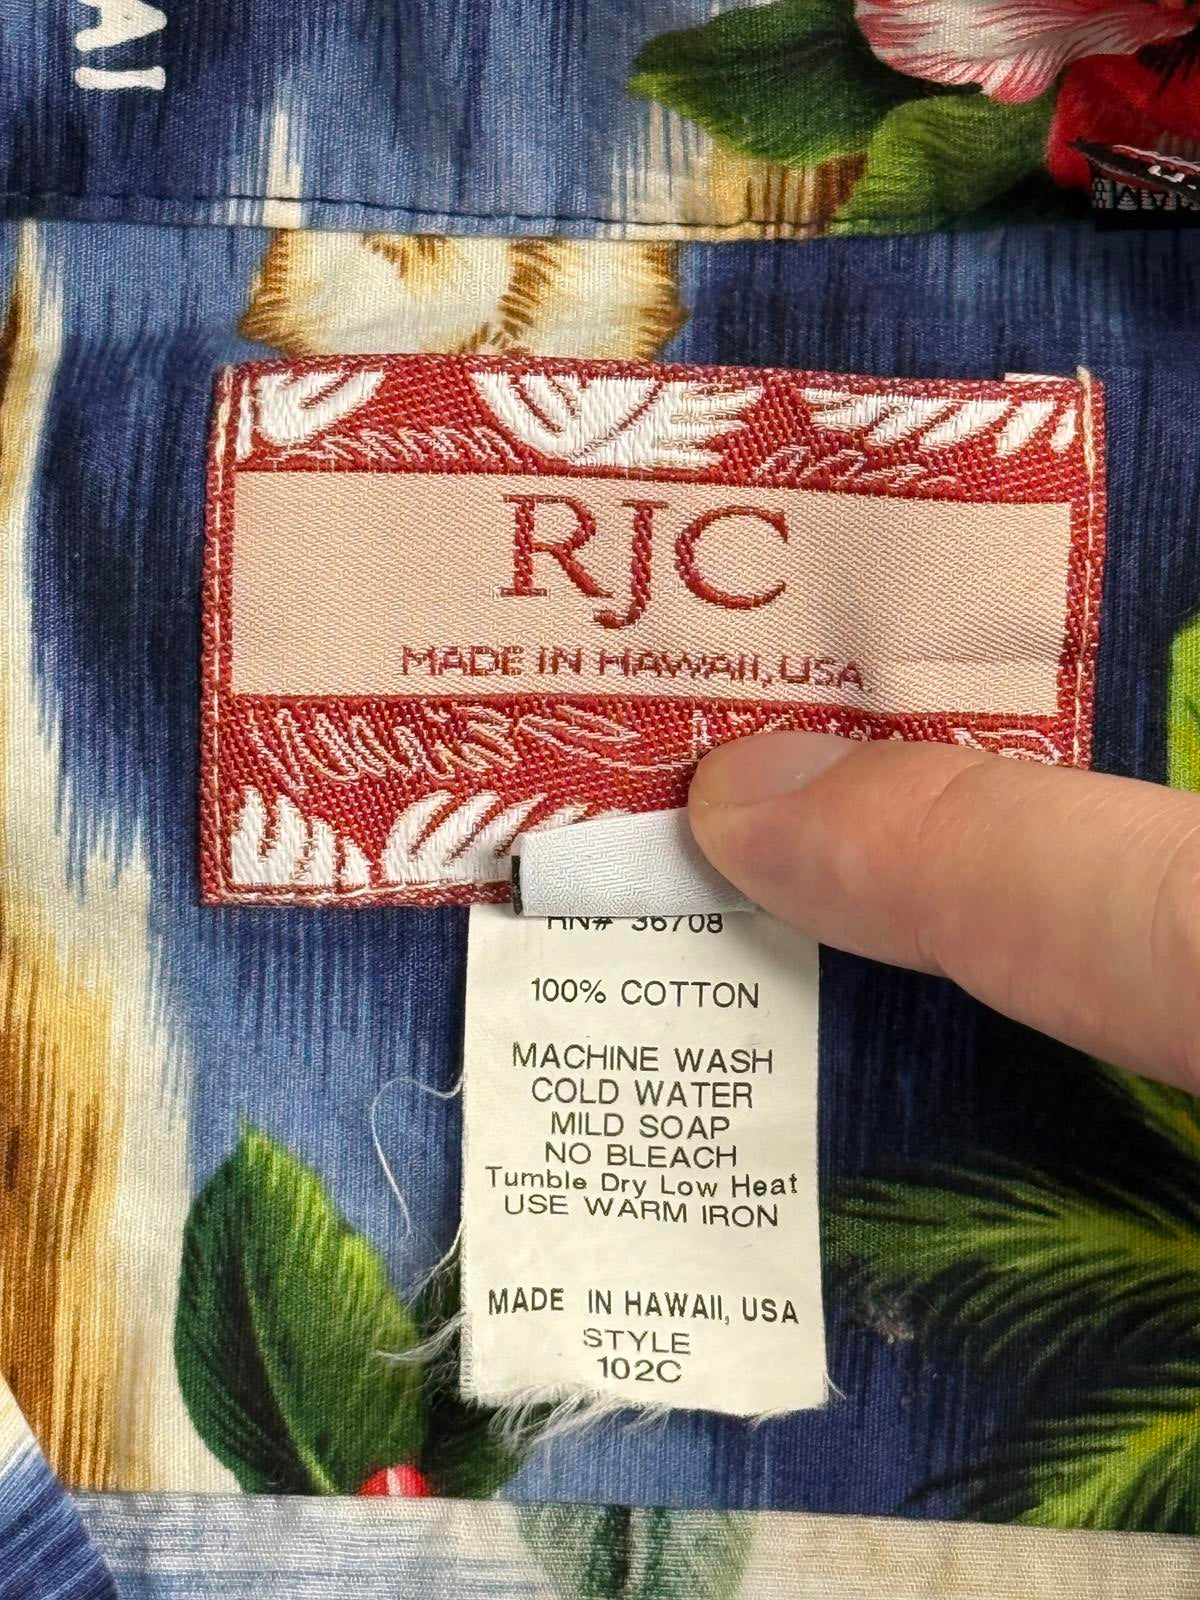 AI
RJC
MADE IN HAWAII, USA
RN# 36708
100% COTTON
MACHINE WASH
COLD WATER
MILD SOAP
NO BLEACH
Tumble Dry Low Heat
USE WARM IRON
MADE IN HAWAII, USA
STYLE
102C